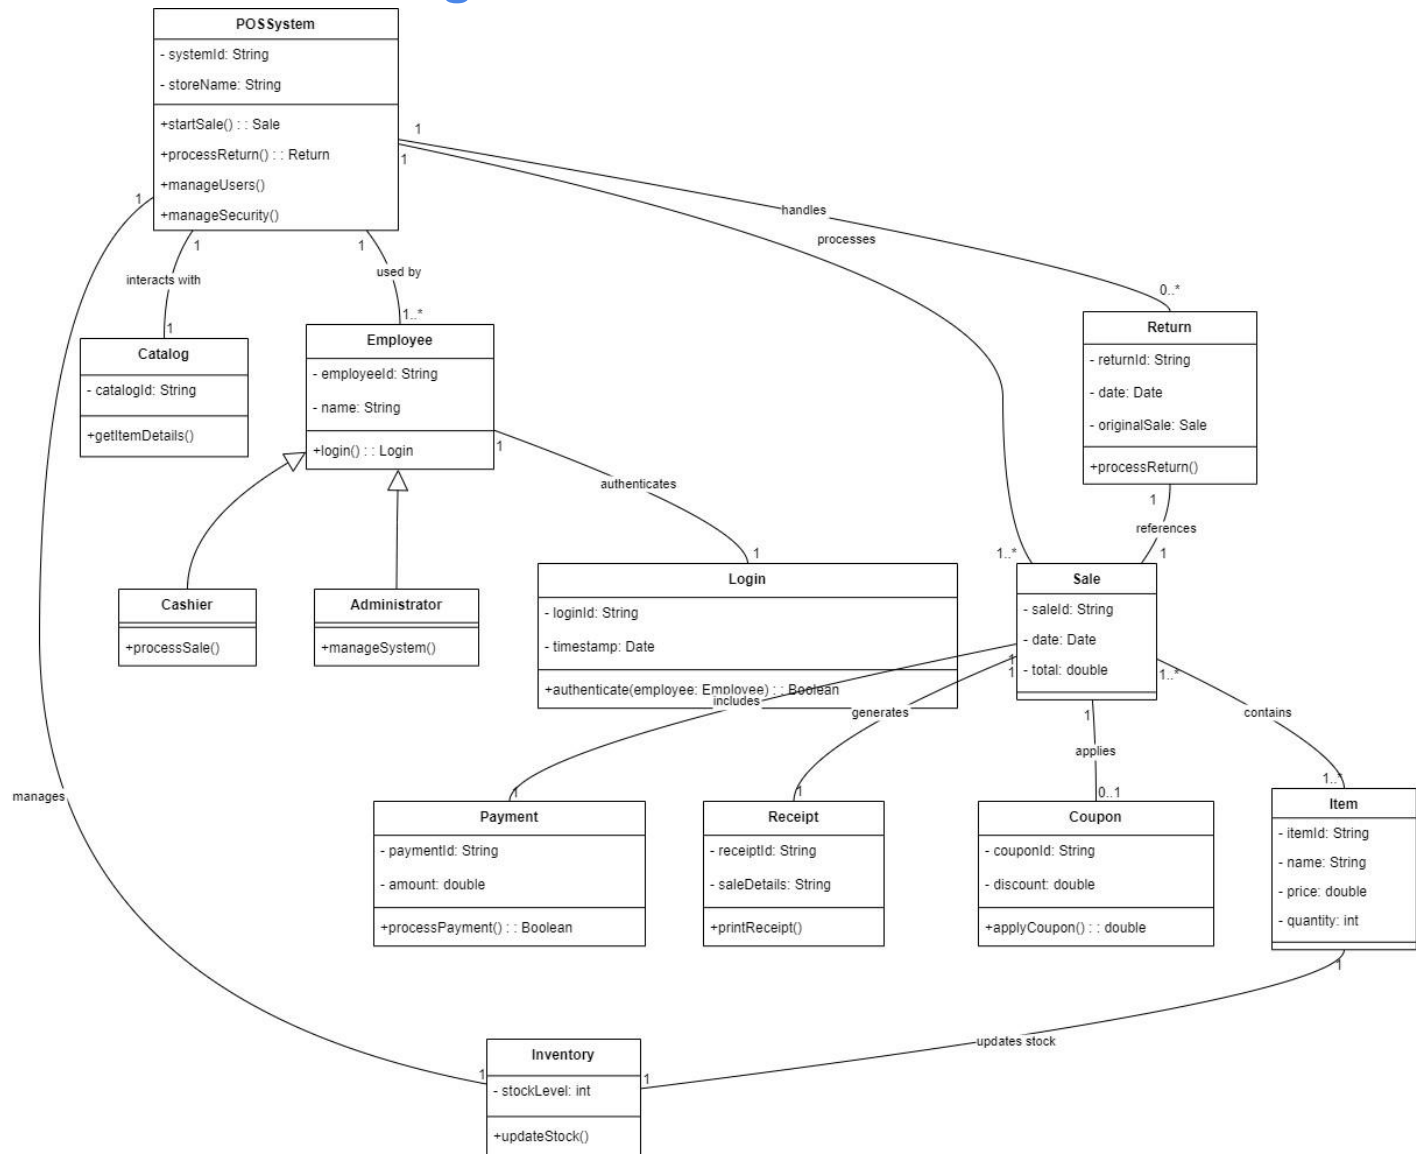 POSSystem
- systemId: String
- storeName: String
+startSale() : : Sale
+processReturn() : : Return
+manageUsers()
+manageSecurity()
1
1
1
1
1
handles
processes
interacts with
used by
0..*
1
1..*
Catalog
- catalogId: String
+getItemDetails()
Employee
- employeeId: String
- name: String
+login() : : Login
1
Return
- returnId: String
- date: Date
- originalSale: Sale
+processReturn()
authenticates
1
references
1
1..*
1
Cashier
+processSale()
Administrator
+manageSystem()
Login
- loginId: String
- timestamp: Date
+authenticate(employee: Employee) : : Boolean
Sale
- saleId: String
- date: Date
- total: double
1
1
1..*
1
includes
generates
applies
contains
manages
1
1
0..1
1..*
Payment
- paymentId: String
- amount: double
+processPayment() : : Boolean
Receipt
- receiptId: String
- saleDetails: String
+printReceipt()
Coupon
- couponId: String
- discount: double
+applyCoupon() : : double
Item
- itemId: String
- name: String
- price: double
- quantity: int
1
updates stock
1
1
Inventory
- stockLevel: int
+updateStock()